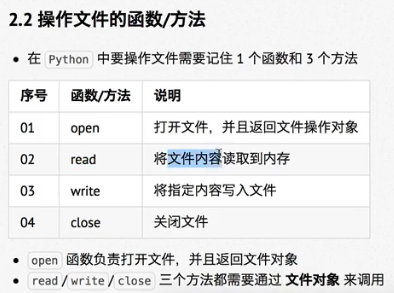 2.2 操作文件的函数/方法
• 在 Python 中要操作文件需要记住 1 个函数和 3 个方法
序号 函数/方法 说明
01 open 打开文件，并且返回文件操作对象
02 read 将文件内容读取到内存
03 write 将指定内容写入文件
04 close 关闭文件
• open 函数负责打开文件，并且返回文件对象
• read/write/close 三个方法都需要通过 文件对象 来调用